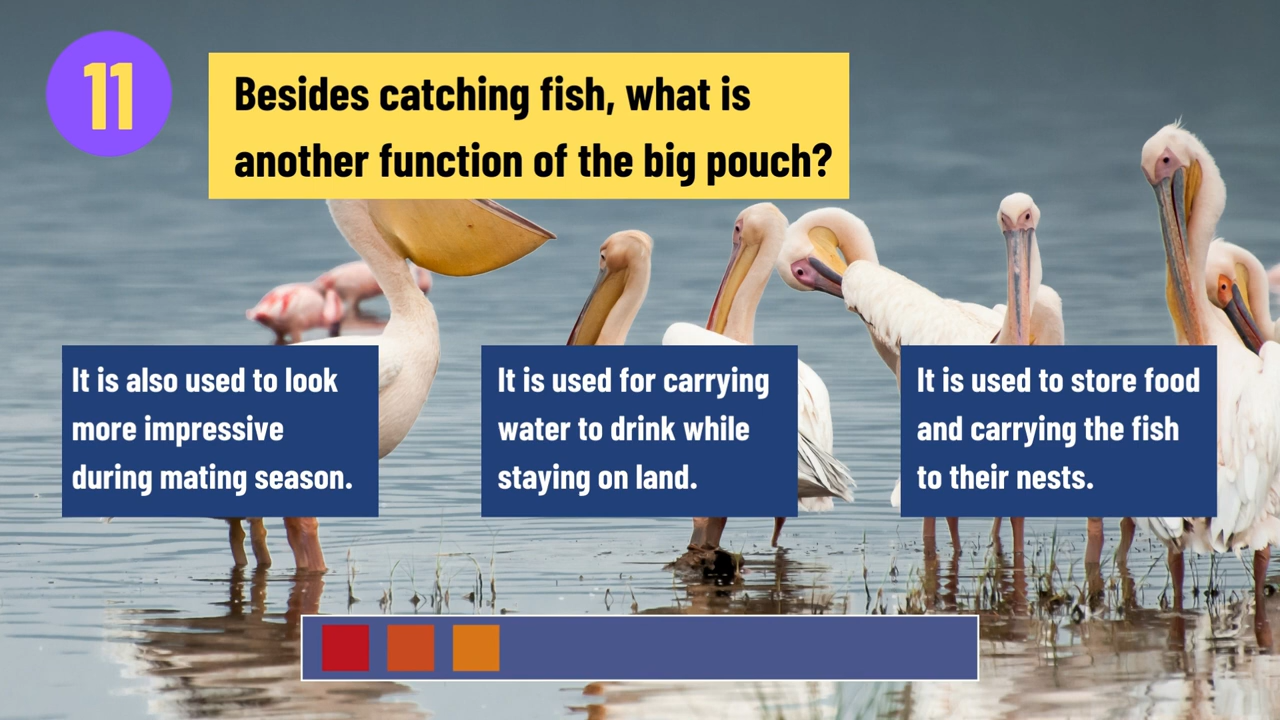 11
Besides catching fish, what is
another function of the big pouch?
It is also used to look
more impressive
during mating season.
It is used for carrying
water to drink while
staying on land.
It is used to store food
and carrying the fish
to their nests.